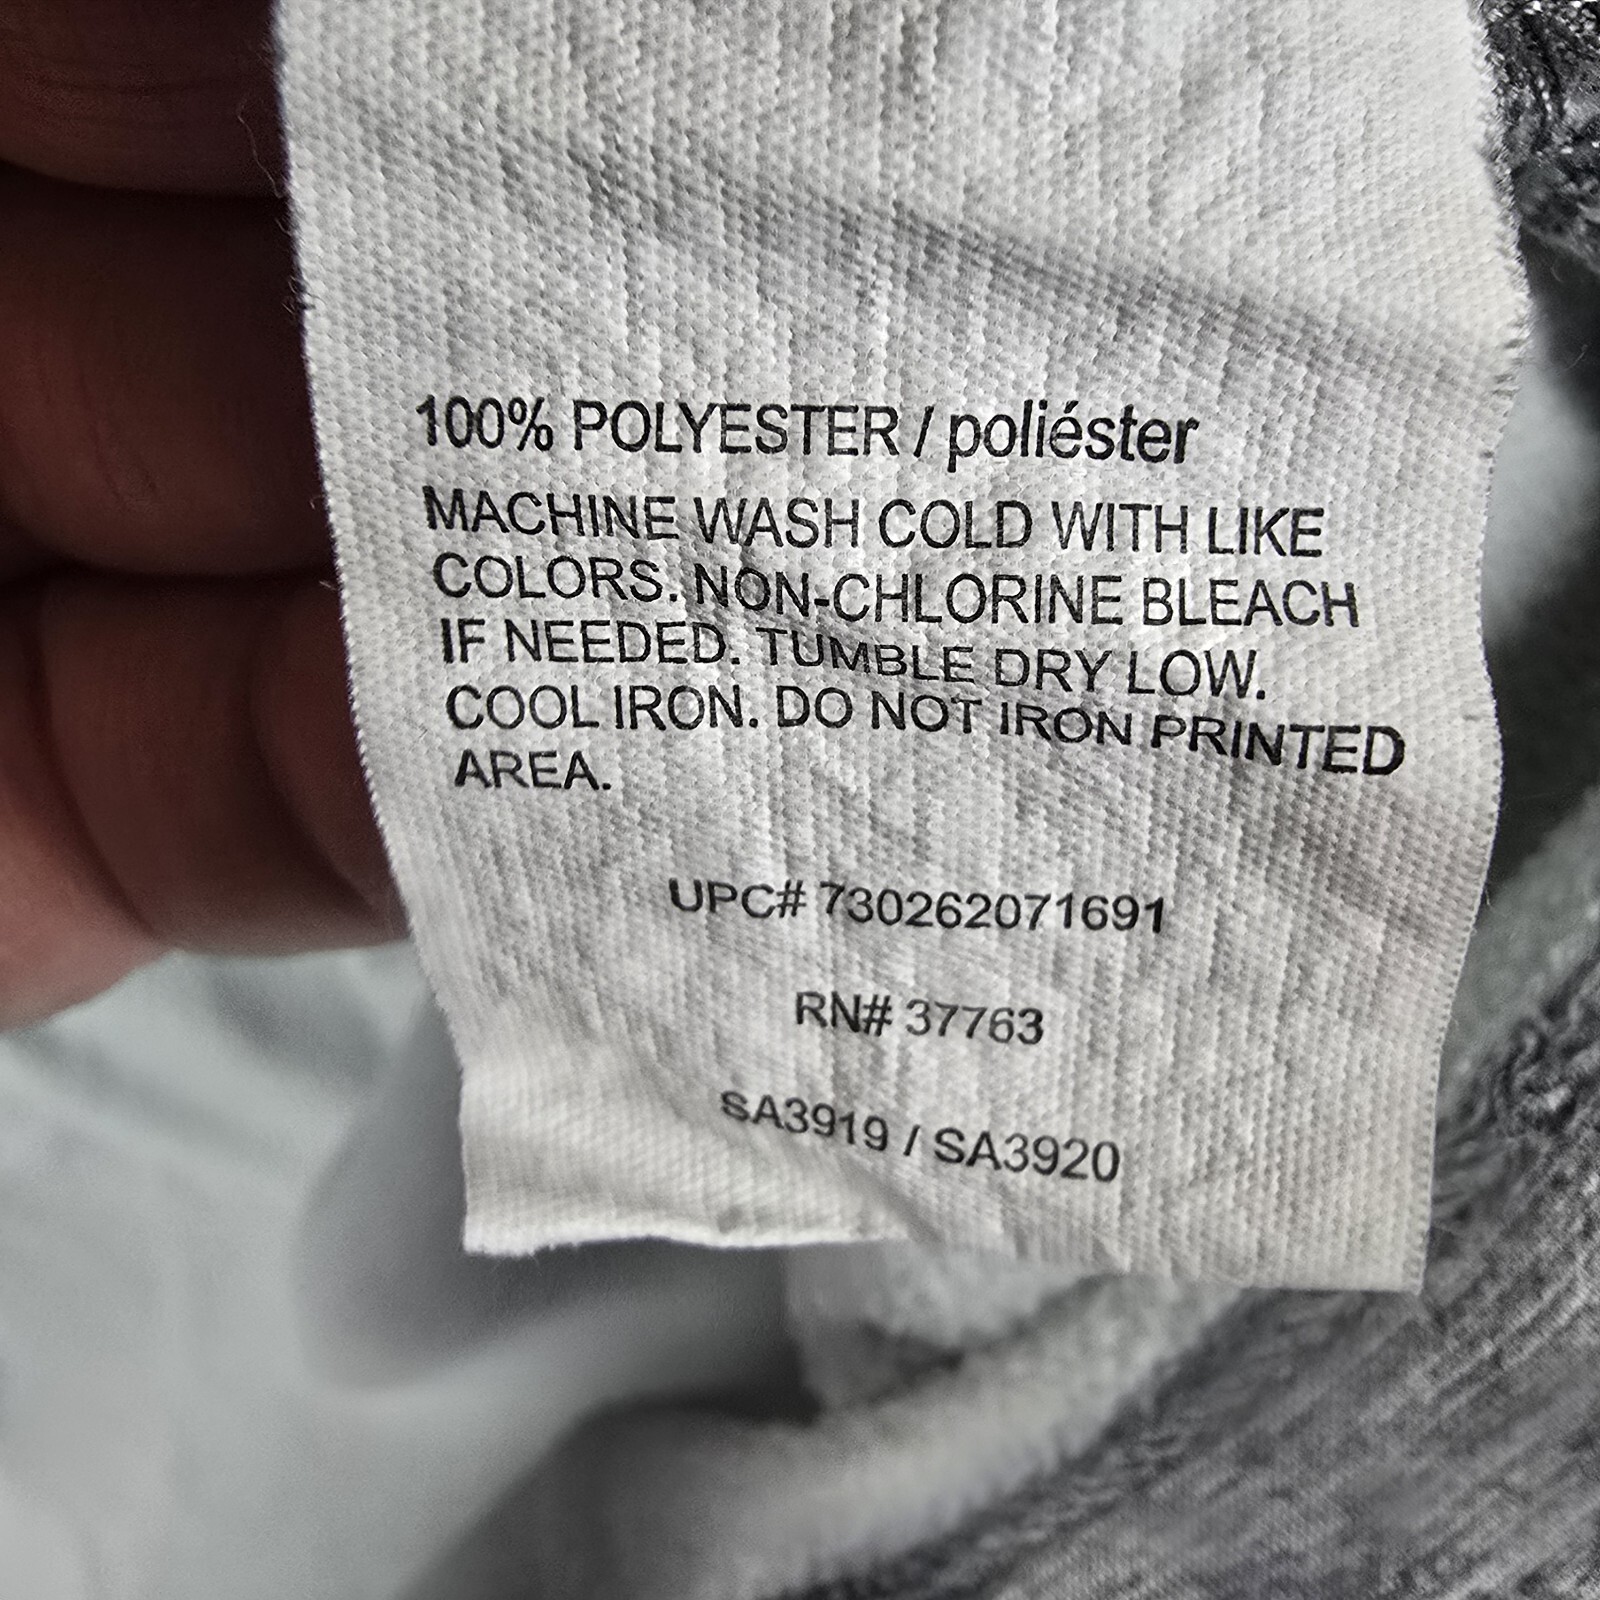 100% POLYESTER / poliéster
MACHINE WASH COLD WITH LIKE
COLORS. NON-CHLORINE BLEACH
IF NEEDED. TUMBLE DRY LOW.
COOL IRON. DO NOT IRON PRINTED
AREA.
UPC# 730262071691
RN# 37763
SA3919 / SA3920